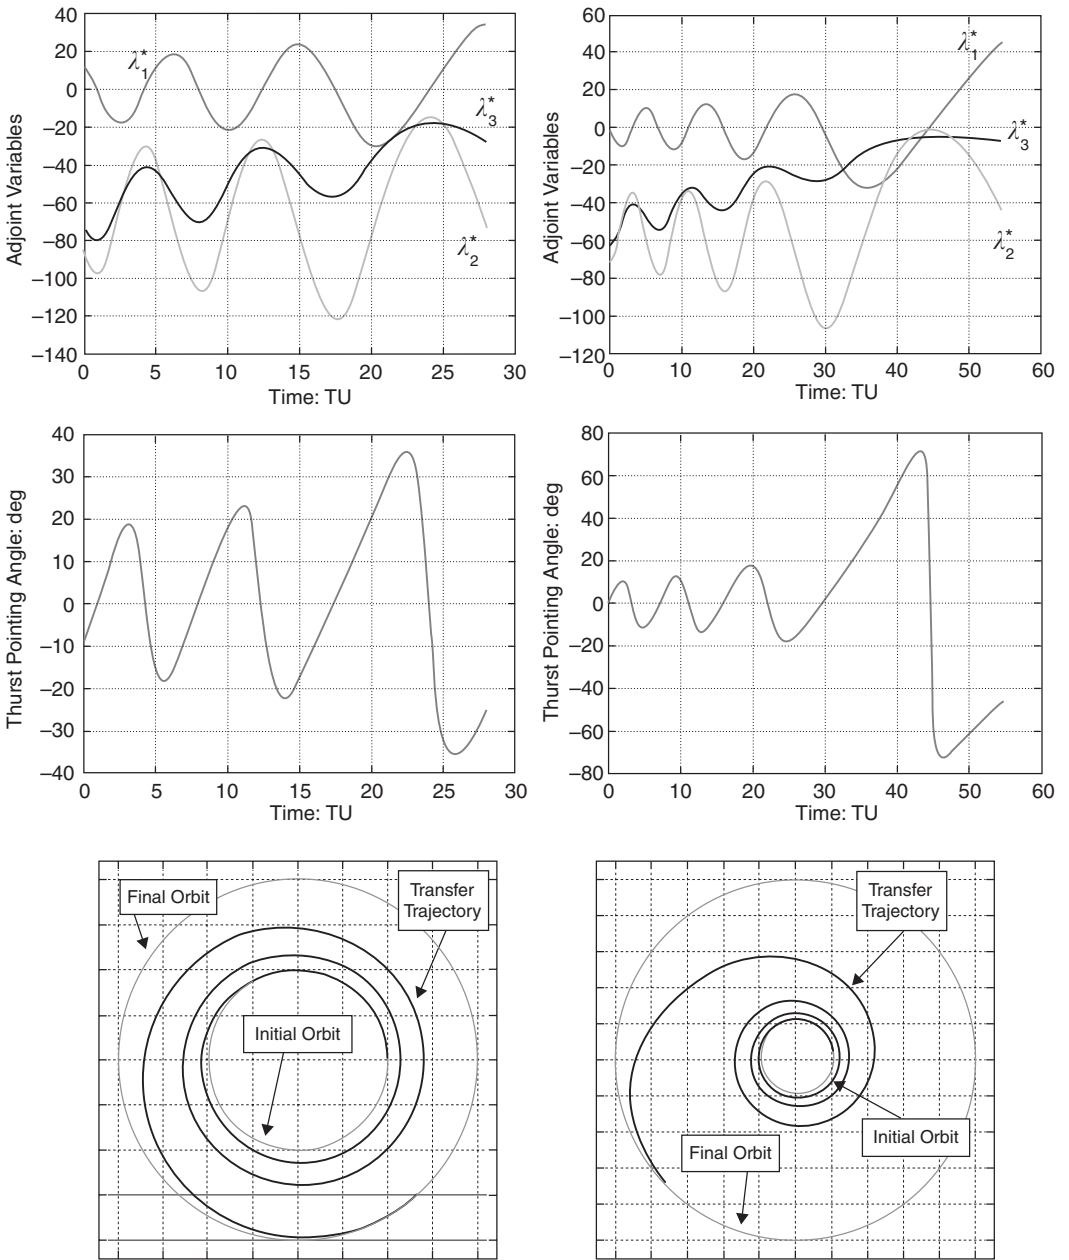 40
20
0
−20
−40
−60
−80
−100
−120
−140
Adjoint Variables
λ*1
λ*3
λ*2
0 5 10 15 20 25 30
Time: TU
60
40
20
0
−20
−40
−60
−80
−100
−120
Adjoint Variables
λ*1
λ*3
λ*2
0 10 20 30 40 50 60
Time: TU
40
30
20
10
0
−10
−20
−30
−40
Thurst Pointing Angle: deg
0 5 10 15 20 25 30
Time: TU
80
60
40
20
0
−20
−40
−60
−80
Thurst Pointing Angle: deg
0 10 20 30 40 50 60
Time: TU
Final Orbit
Transfer
Trajectory
Initial Orbit
Transfer
Trajectory
Initial Orbit
Final Orbit